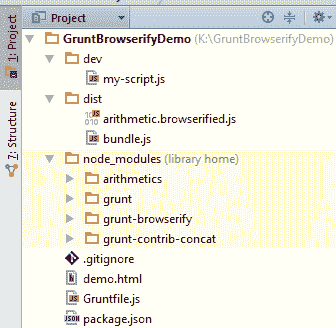 1: Project
7: Structure
Project
GruntBrowserifyDemo (K:\GruntBrowserifyDemo)
dev
my-script.js
dist
arithmetic.browserified.js
bundle.js
node_modules (library home)
arithmetics
grunt
grunt-browserify
grunt-contrib-concat
.gitignore
demo.html
Gruntfile.js
package.json